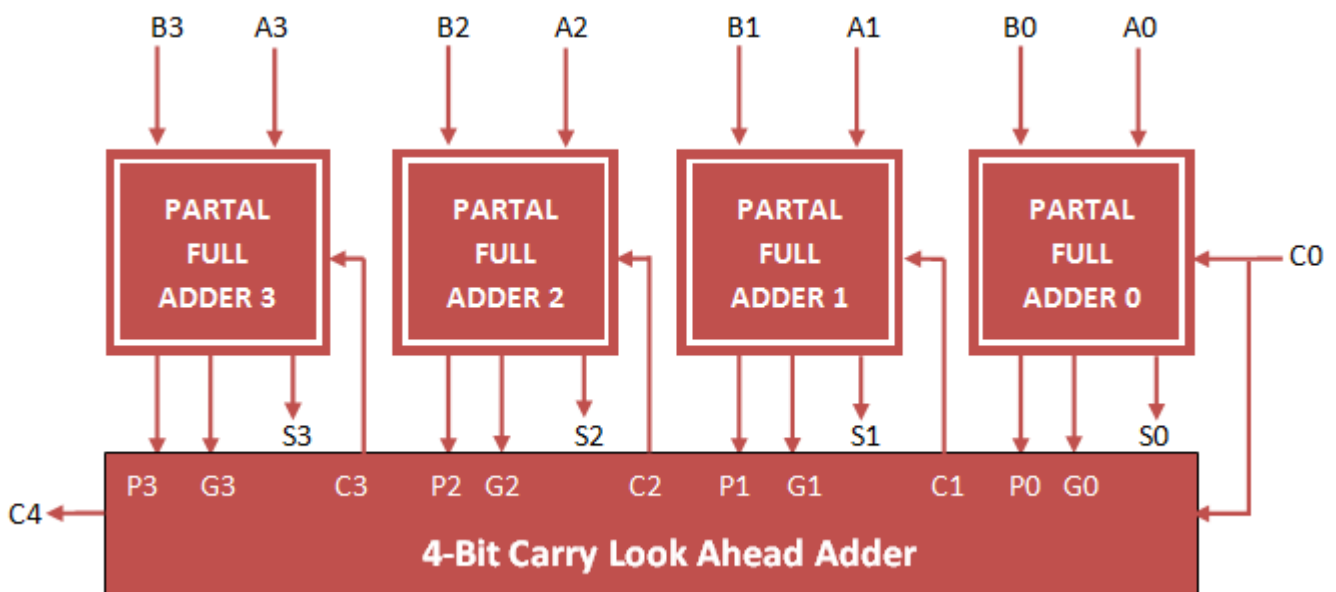 B3 A3 B2 A2 B1 A1 B0 A0
PARTAL
FULL
ADDER 3
PARTAL
FULL
ADDER 2
PARTAL
FULL
ADDER 1
PARTAL
FULL
ADDER 0
C0
S3 S2 S1 S0
P3 G3 C3 P2 G2 C2 P1 G1 C1 P0 G0
C4
4-Bit Carry Look Ahead Adder